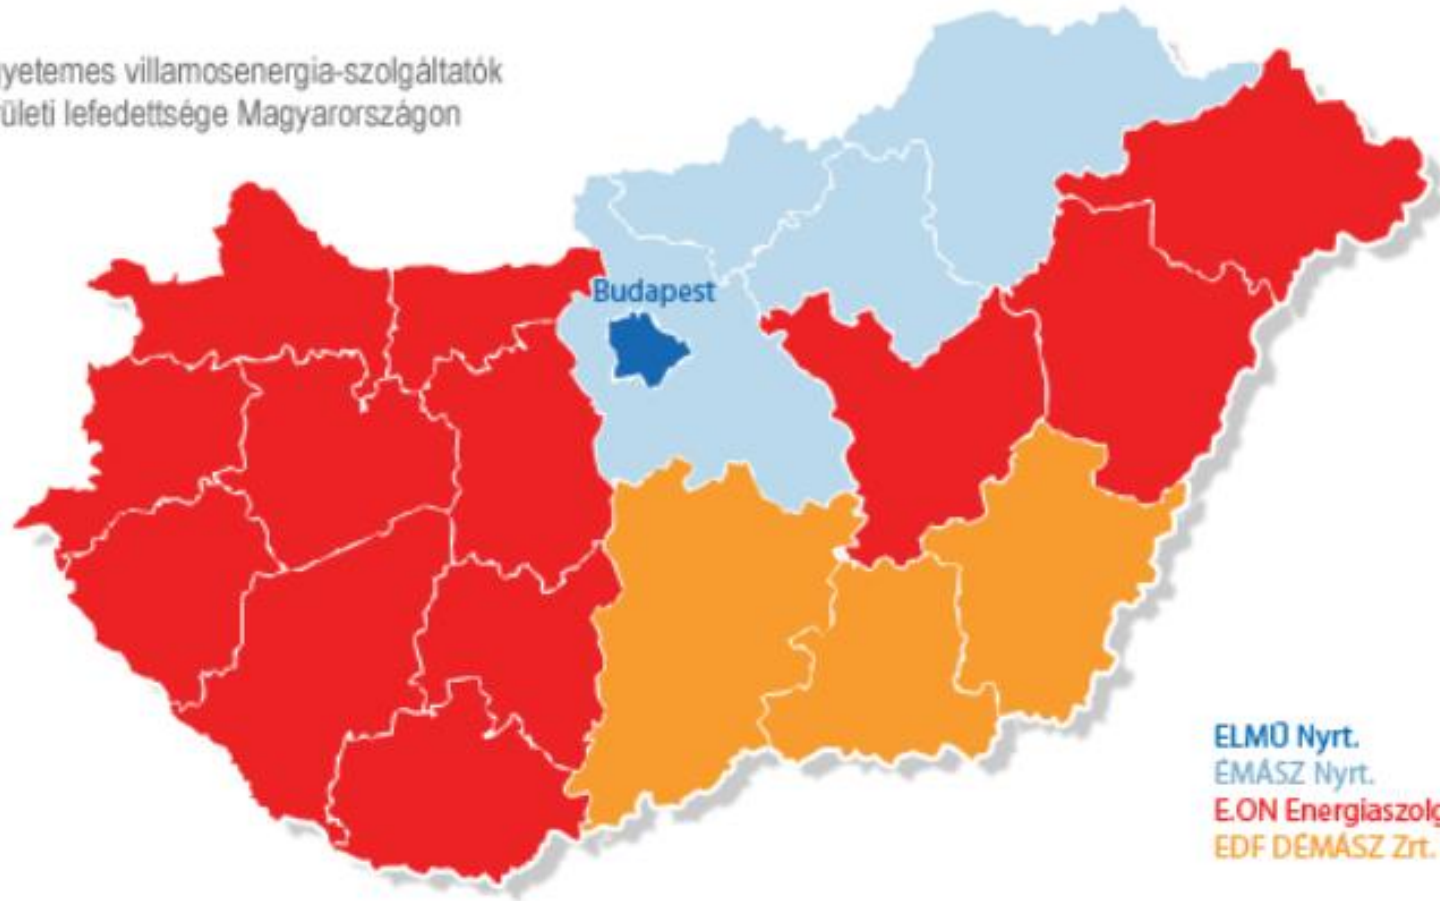 yetemes villamosenergia-szolgáltatók
ületi lefedettsége Magyarországon
Budapest
ELMŰ Nyrt.
ÉMÁSZ Nyrt.
E.ON Energiaszolg
EDF DÉMÁSZ Zrt.